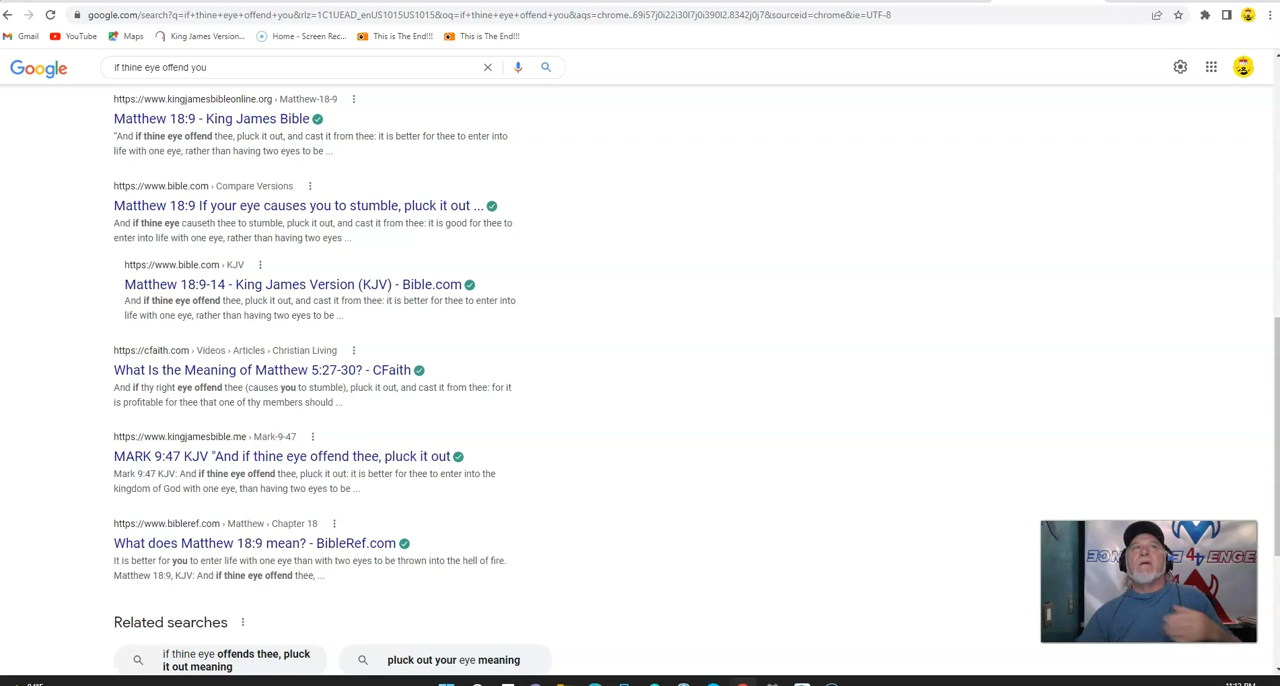 google.com/search?q=if+thine+eye+offend+you&rlz=1C1UEAD_enUS1015US1015&oq=if+thine+eye+offend+you&aqs=chrome..69i57j0i22i30l7j0i390l2.8342j0j7&sourceid=chrome&ie=UTF-8
Gmail YouTube Maps King James Version... Home - Screen Rec... This is The End!!! This is The End!!!
Google if thine eye offend you
https://www.kingjamesbibleonline.org › Matthew-18-9
Matthew 18:9 - King James Bible
"And if thine eye offend thee, pluck it out, and cast it from thee: it is better for thee to enter into
life with one eye, rather than having two eyes to be ...
https://www.bible.com › Compare Versions
Matthew 18:9 If your eye causes you to stumble, pluck it out ...
And if thine eye causeth thee to stumble, pluck it out, and cast it from thee: it is good for thee to
enter into life with one eye, rather than having two eyes ...
https://www.bible.com › KJV
Matthew 18:9-14 - King James Version (KJV) - Bible.com
And if thine eye offend thee, pluck it out, and cast it from thee: it is better for thee to enter into
life with one eye, rather than having two eyes to be ...
https://cfaith.com › Videos › Articles › Christian Living
What Is the Meaning of Matthew 5:27-30? - CFaith
And if thy right eye offend thee (causes you to stumble), pluck it out, and cast it from thee: for it
is profitable for thee that one of thy members should ...
https://www.kingjamesbible.me › Mark-9-47
MARK 9:47 KJV "And if thine eye offend thee, pluck it out
Mark 9:47 KJV: And if thine eye offend thee, pluck it out: it is better for thee to enter into the
kingdom of God with one eye, than having two eyes to be ...
https://www.bibleref.com › Matthew › Chapter 18
What does Matthew 18:9 mean? - BibleRef.com
It is better for you to enter life with one eye than with two eyes to be thrown into the hell of fire.
Matthew 18:9, KJV: And if thine eye offend thee, ...
Related searches
if thine eye offends thee, pluck
it out meaning
pluck out your eye meaning